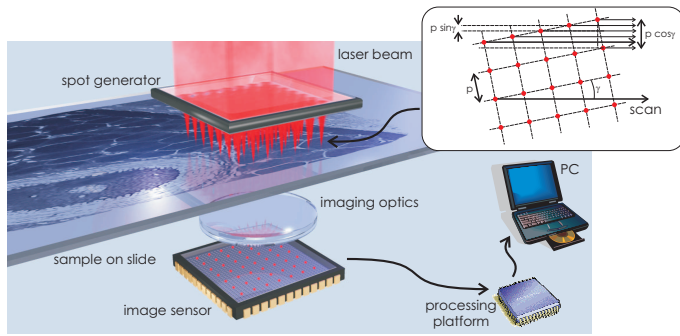 laser beam
spot generator
p sinγ
p cosγ
p
γ
scan
PC
imaging optics
sample on slide
image sensor
processing
platform